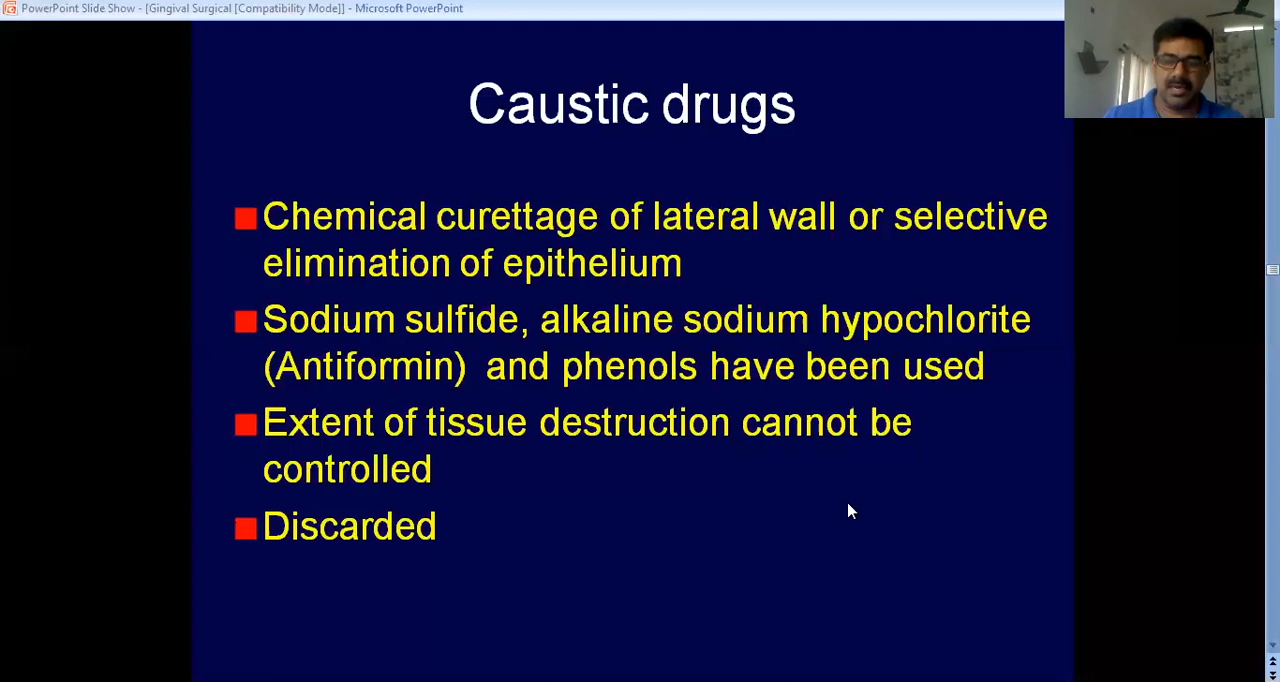 PowerPoint Slide Show - [Gingival Surgical [Compatibility Mode]] - Microsoft PowerPoint
Caustic drugs
Chemical curettage of lateral wall or selective
elimination of epithelium
Sodium sulfide, alkaline sodium hypochlorite
(Antiformin) and phenols have been used
Extent of tissue destruction cannot be
controlled
Discarded